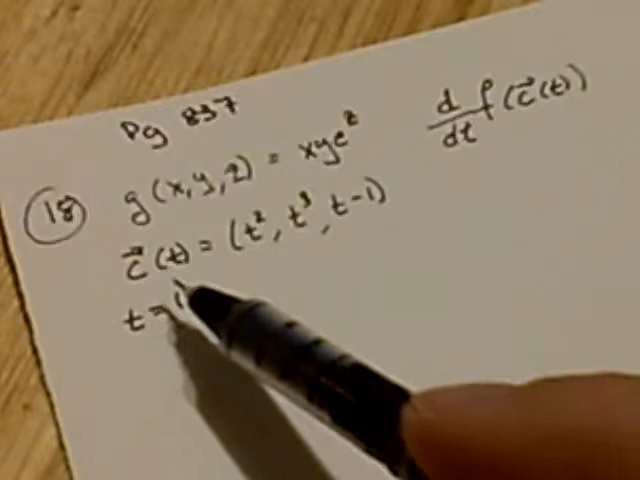 Pg 837
d/dt f(c⃗(t))
18 g(x,y,z) = xye^z
c⃗(t) = (t², t³, t-1)
t = 1